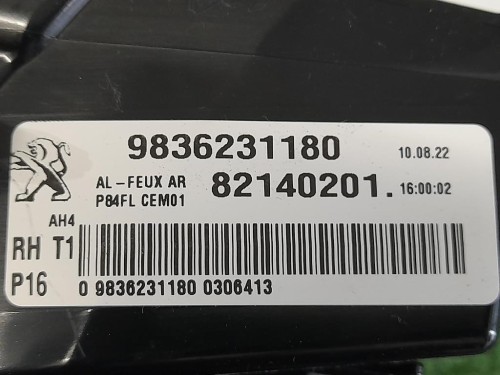 9836231180 10.08.22
AL-FEUX AR 82140201. 16:00:02
P84FL CEM01
AH4
RH T1
P16 0 9836231180 0306413